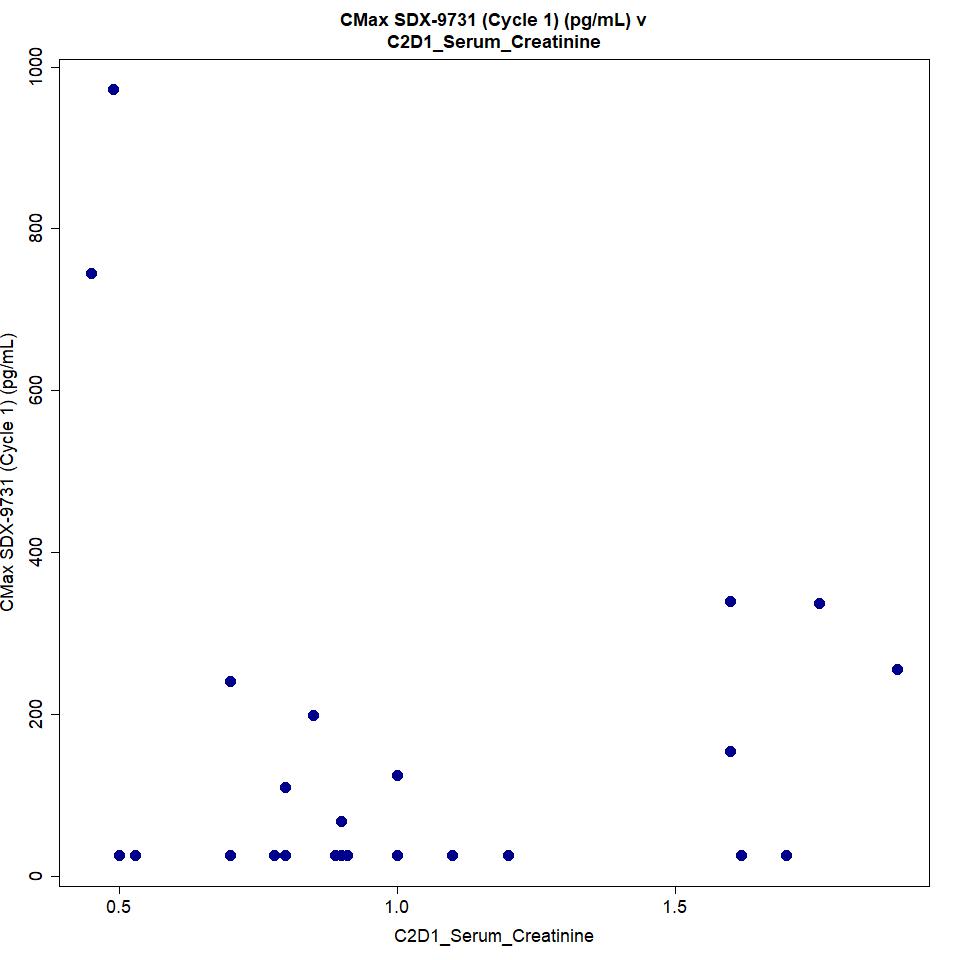 CMax SDX-9731 (Cycle 1) (pg/mL) v
C2D1_Serum_Creatinine
1000
800
600
400
200
0
CMax SDX-9731 (Cycle 1) (pg/mL)
0.5 1.0 1.5
C2D1_Serum_Creatinine